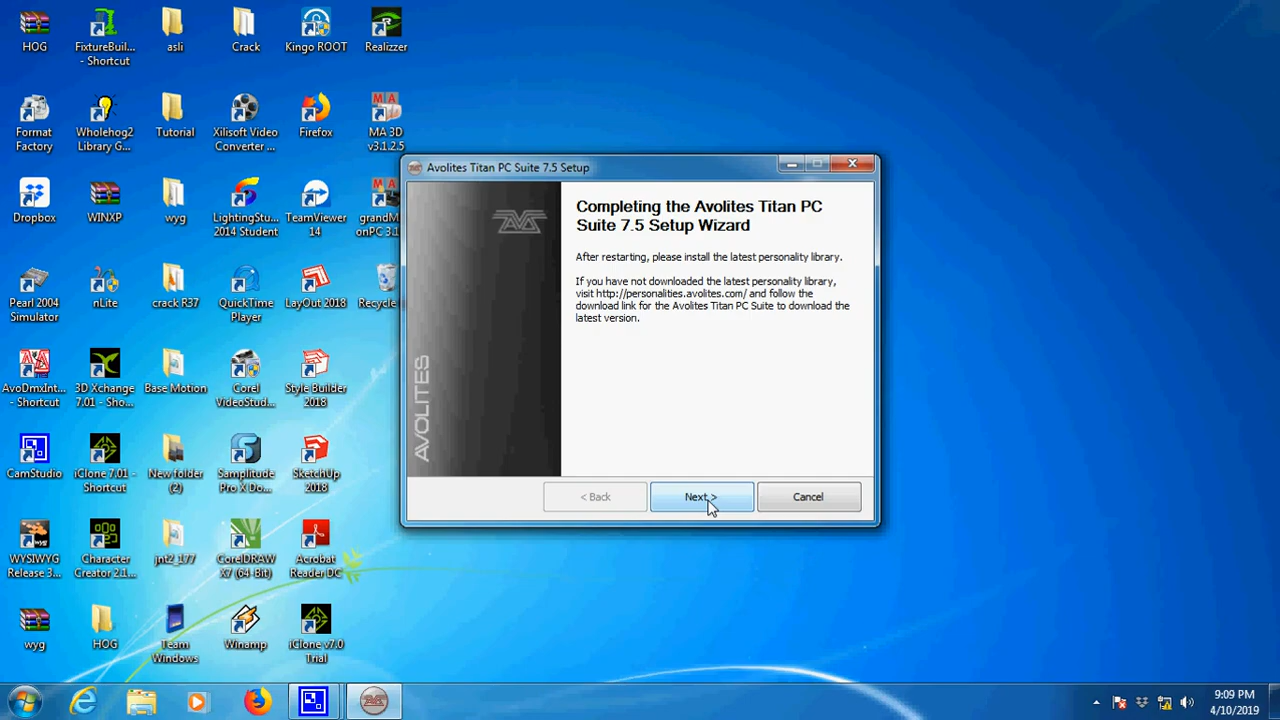 HOG
FixtureBuil...
- Shortcut
asli
Crack
Kingo ROOT
Realizzer
Format
Factory
Wholehog2
Library G...
Tutorial
Xilisoft Video
Converter ...
Firefox
MA 3D
v3.1.2.5
Dropbox
WINXP
wyg
LightingStu...
2014 Student
TeamViewer
14
grandM
onPC 3.1
Pearl 2004
Simulator
nLite
crack R37
QuickTime
Player
LayOut 2018
Recycle
AvoDmxInt...
- Shortcut
3D Xchange
7.01 - Sho...
Base Motion
Corel
VideoStud...
Style Builder
2018
CamStudio
iClone 7.01 -
Shortcut
New folder
(2)
Samplitude
Pro X Do...
SketchUp
2018
WYSIWYG
Release 3...
Character
Creator 2.1...
jnt2_177
CorelDRAW
X7 (64-Bit)
Acrobat
Reader DC
wyg
HOG
Team
Windows
Winamp
iClone v7.0
Trial
Avolites Titan PC Suite 7.5 Setup
AVOLITES
Completing the Avolites Titan PC
Suite 7.5 Setup Wizard
After restarting, please install the latest personality library.
If you have not downloaded the latest personality library,
visit http://personalities.avolites.com/ and follow the
download link for the Avolites Titan PC Suite to download the
latest version.
< Back
Next >
Cancel
9:09 PM
4/10/2019